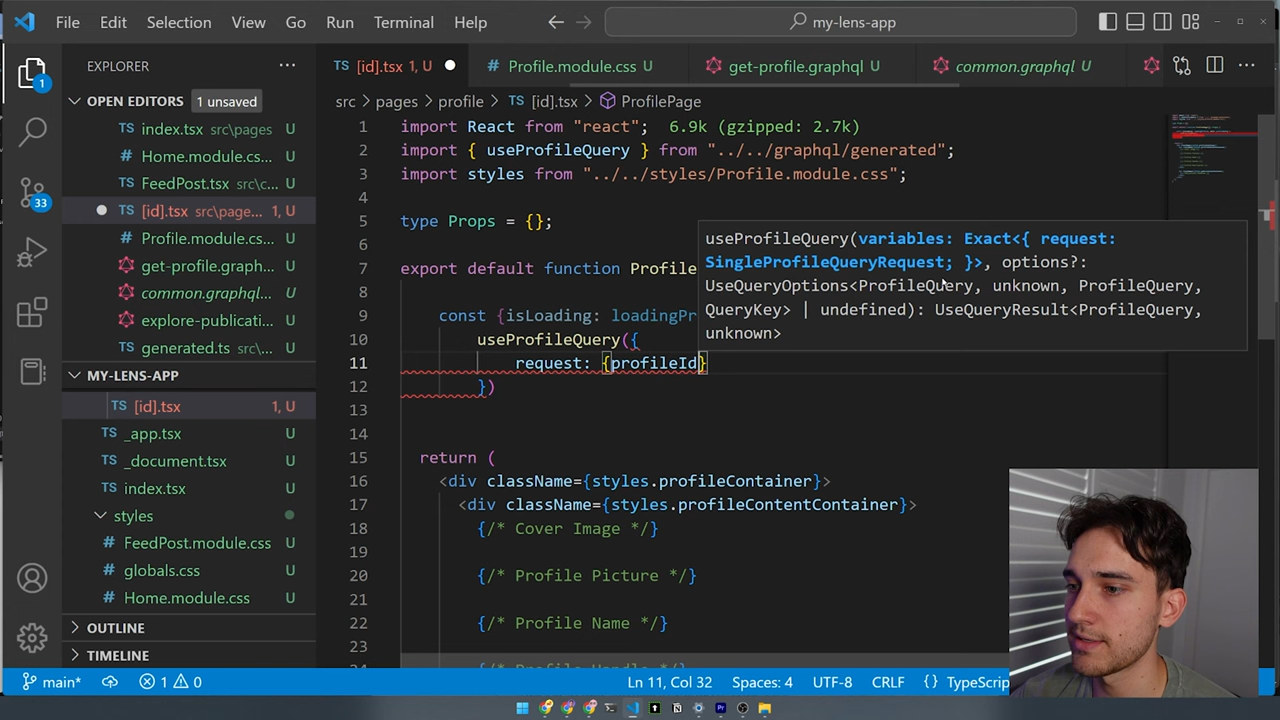 File Edit Selection View Go Run Terminal Help
my-lens-app
EXPLORER
TS [id].tsx 1, U
# Profile.module.css U
get-profile.graphql U
common.graphql U
OPEN EDITORS 1 unsaved
src > pages > profile > TS [id].tsx > ProfilePage
TS index.tsx src\pages U
# Home.module.cs... U
TS FeedPost.tsx src\c... U
TS [id].tsx src\page... 1, U
# Profile.module.cs... U
get-profile.graph... U
common.graphql... U
explore-publicati... U
TS generated.ts src\g... U
MY-LENS-APP
TS [id].tsx 1, U
TS _app.tsx U
TS _document.tsx U
TS index.tsx U
styles
# FeedPost.module.css U
# globals.css U
# Home.module.css U
OUTLINE
TIMELINE
1 import React from "react"; 6.9k (gzipped: 2.7k)
2 import { useProfileQuery } from "../../graphql/generated";
3 import styles from "../../styles/Profile.module.css";
4
5 type Props = {};
6
7 export default function Profile
8
9 const {isLoading: loadingPr
10 useProfileQuery({
11 request: {profileId}
12 })
13
14
15 return (
16 <div className={styles.profileContainer}>
17 <div className={styles.profileContentContainer}>
18 {/* Cover Image */}
19
20 {/* Profile Picture */}
21
22 {/* Profile Name */}
23
24 {/* Profile Handle */}
useProfileQuery(variables: Exact<{ request:
SingleProfileQueryRequest; }>, options?:
UseQueryOptions<ProfileQuery, unknown, ProfileQuery,
QueryKey> | undefined): UseQueryResult<ProfileQuery,
unknown>
1
33
main* 1 0 Ln 11, Col 32 Spaces: 4 UTF-8 CRLF {} TypeScrip